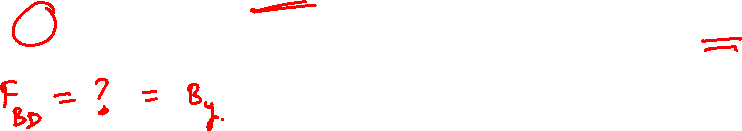 F_BD = ? = B_y.